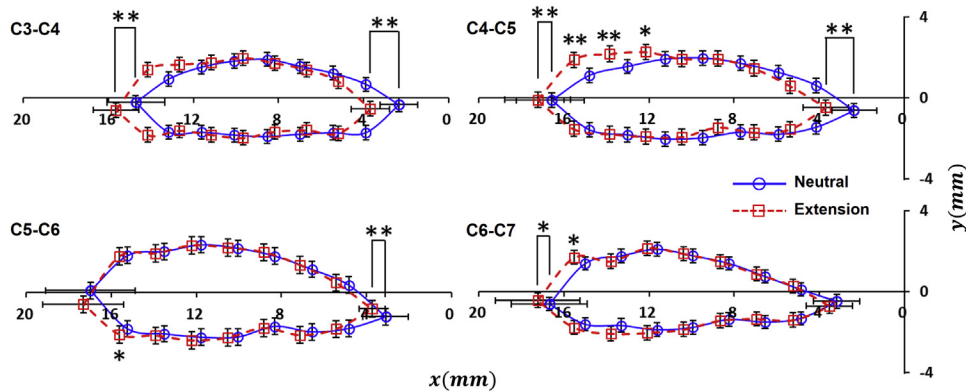 ** ** ** **
4
C3-C4 C4-C5
** ** *
20 16 12 8 4 0 20 16 12 8 4 0
0
-4
Neutral
Extension
y(mm)
4
C5-C6 ** C6-C7 * *
20 16 12 8 4 0 20 16 12 8 4 0
0
*
-4
x(mm)